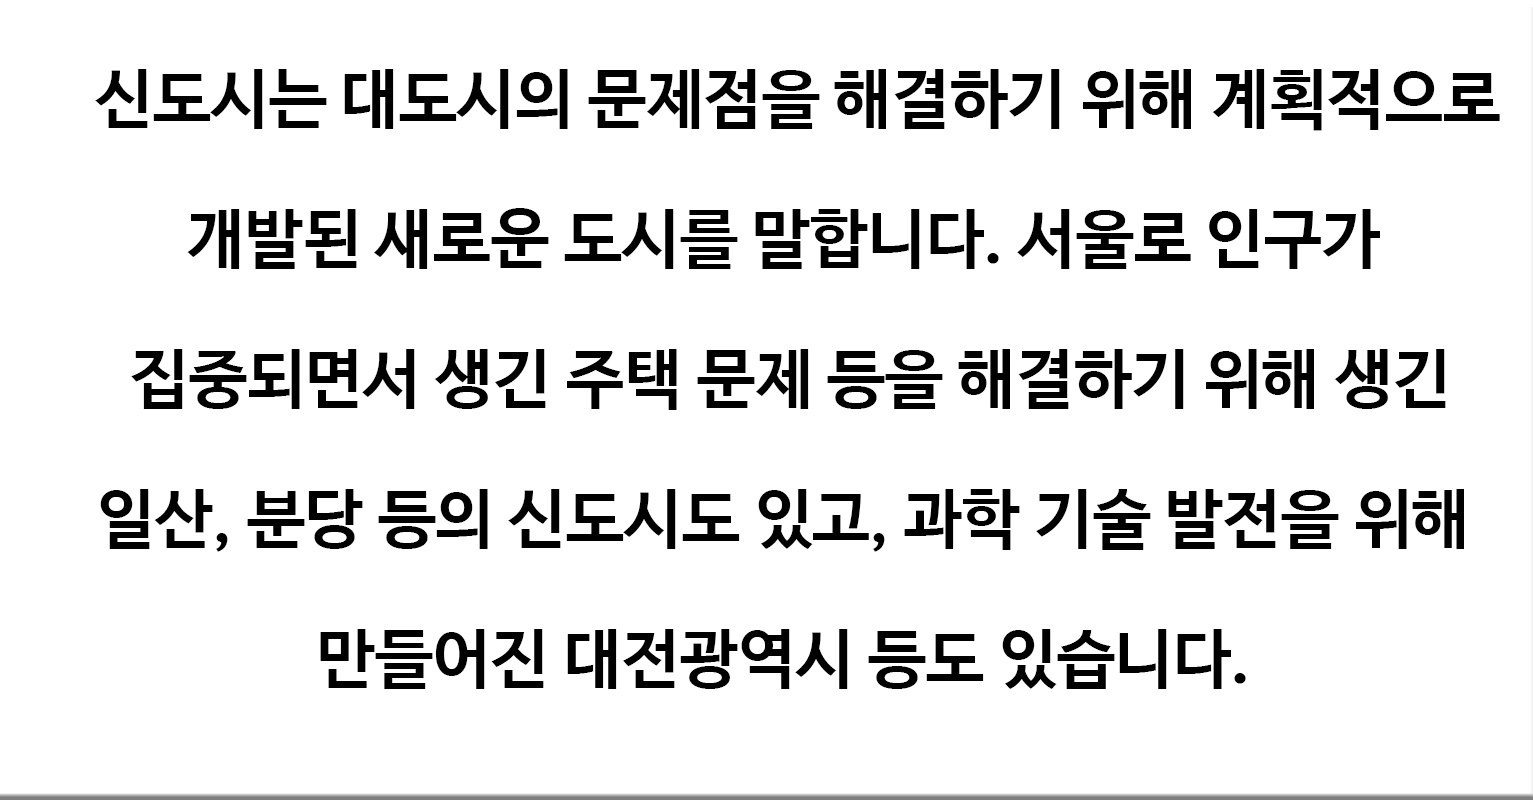 신도시는 대도시의 문제점을 해결하기 위해 계획적으로
개발된 새로운 도시를 말합니다. 서울로 인구가
집중되면서 생긴 주택 문제 등을 해결하기 위해 생긴
일산, 분당 등의 신도시도 있고, 과학 기술 발전을 위해
만들어진 대전광역시 등도 있습니다.